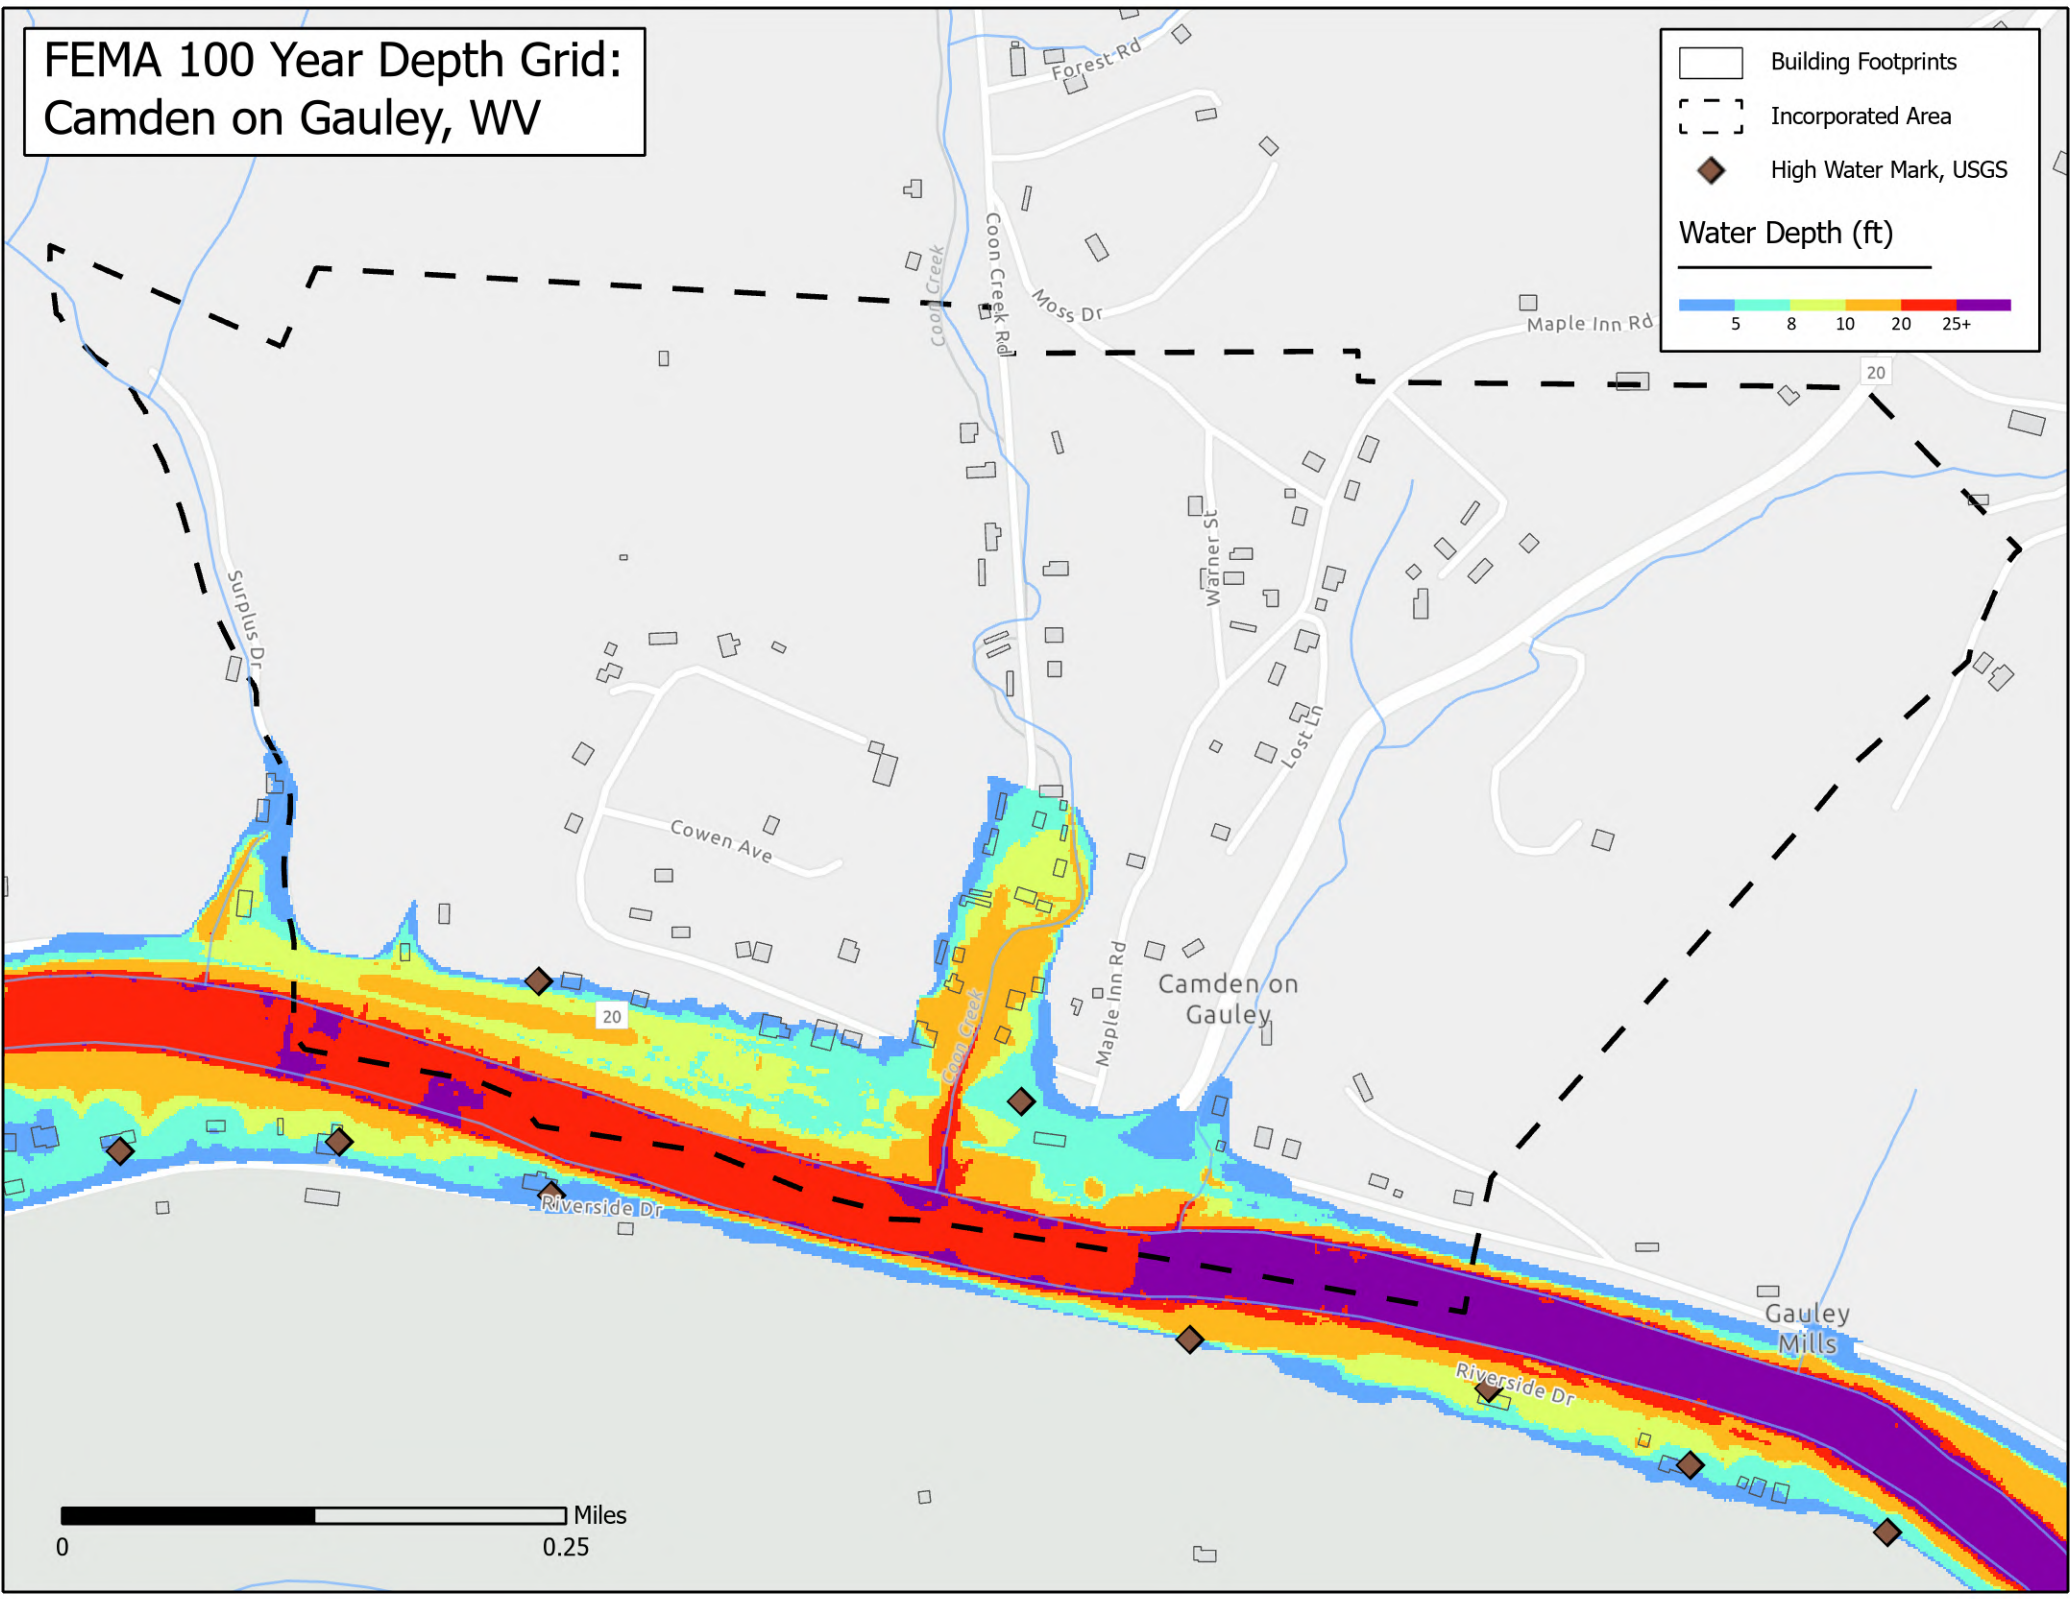 FEMA 100 Year Depth Grid:
Camden on Gauley, WV
Building Footprints
Incorporated Area
High Water Mark, USGS
Water Depth (ft)
5 8 10 20 25+
Forest Rd
Coon Creek
Coon Creek Rd
Moss Dr
Maple Inn Rd
20
Surplus Dr
Warner St
Lost Ln
Cowen Ave
Maple Inn Rd
Camden on
Gauley
20
Coon Creek
Riverside Dr
Gauley
Mills
Riverside Dr
Miles
0 0.25